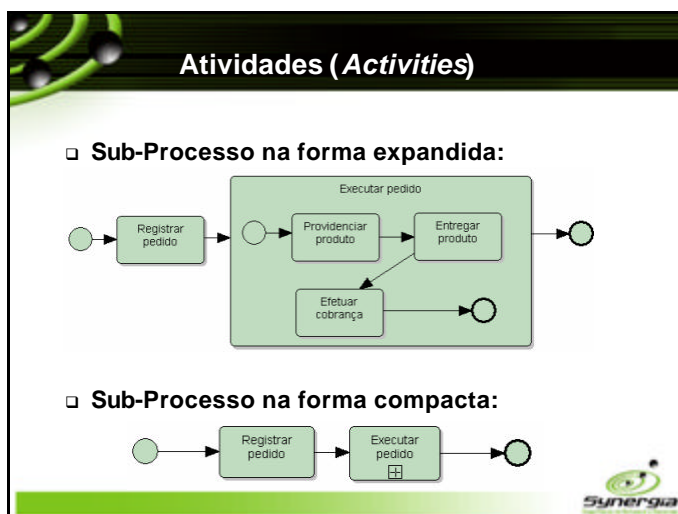 Atividades (Activities)
Sub-Processo na forma expandida:
Executar pedido
Registrar
pedido
Providenciar
produto
Entregar
produto
Efetuar
cobrança
Sub-Processo na forma compacta:
Registrar
pedido
Executar
pedido
Synergia